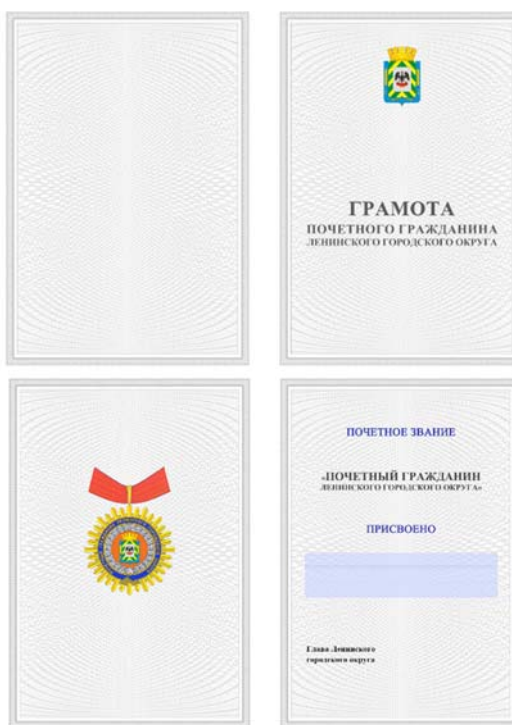 ГРАМОТА
ПОЧЕТНОГО ГРАЖДАНИНА
ЛЕНИНСКОГО ГОРОДСКОГО ОКРУГА
ПОЧЕТНОЕ ЗВАНИЕ
«ПОЧЕТНЫЙ ГРАЖДАНИН
ЛЕНИНСКОГО ГОРОДСКОГО ОКРУГА»
ПРИСВОЕНО
Глава Ленинского
городского округа